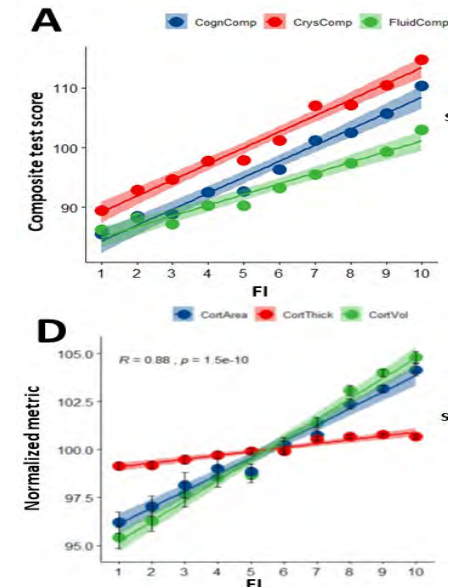 A
CognComp CrysComp FluidComp
Composite test score
110
100
90
1 2 3 4 5 6 7 8 9 10
FI
s
D
CortArea CortThick CortVol
R = 0.88 , p = 1.5e-10
Normalized metric
105.0
102.5
100.0
97.5
95.0
1 2 3 4 5 6 7 8 9 10
FI
s